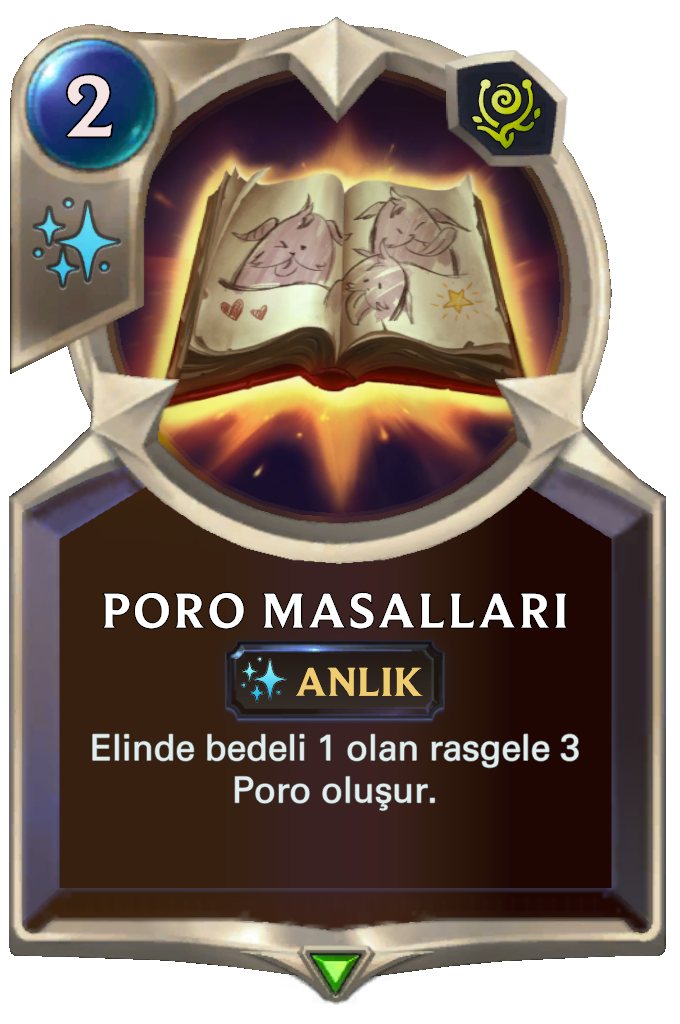 2
PORO MASALLARI
ANLIK
Elinde bedeli 1 olan rasgele 3
Poro oluşur.